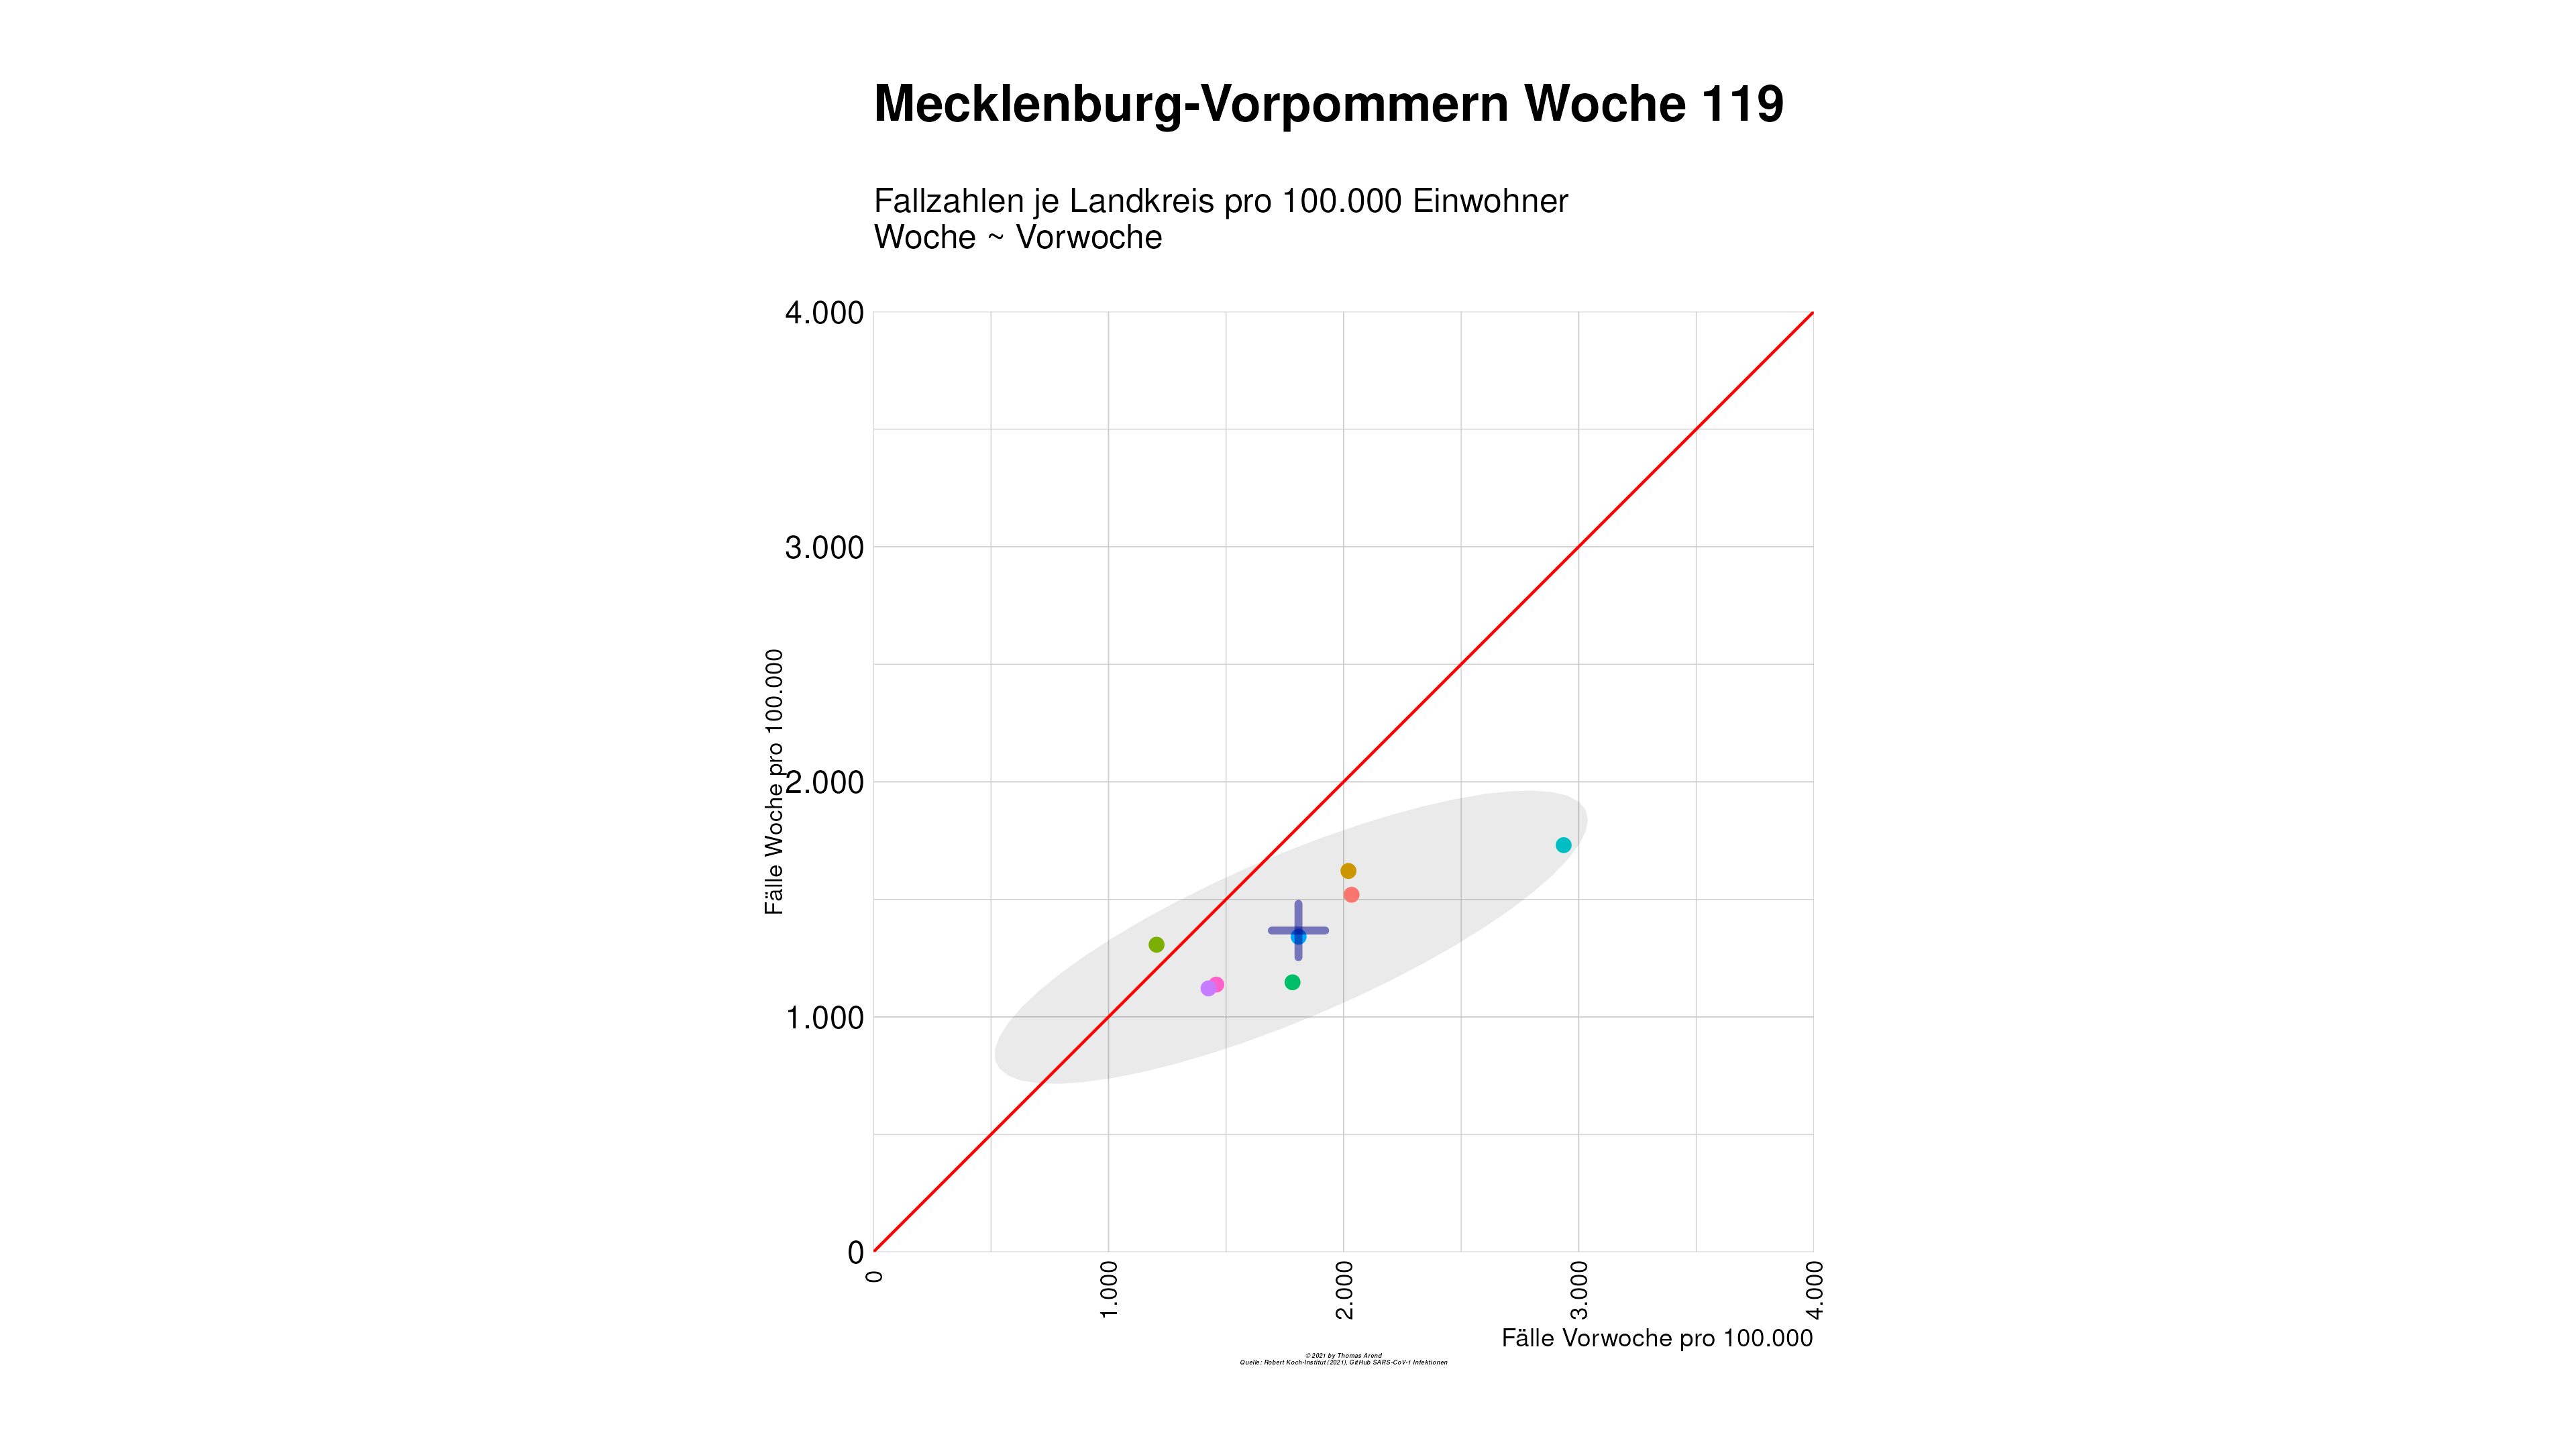 Mecklenburg-Vorpommern Woche 119
Fallzahlen je Landkreis pro 100.000 Einwohner
Woche ~ Vorwoche
4.000
3.000
2.000
1.000
0
Fälle Woche pro 100.000
0
1.000
2.000
3.000
4.000
Fälle Vorwoche pro 100.000
© 2021 by Thomas Arend
Quelle: Robert Koch-Institut (2021), GitHub SARS-CoV-1 Infektionen